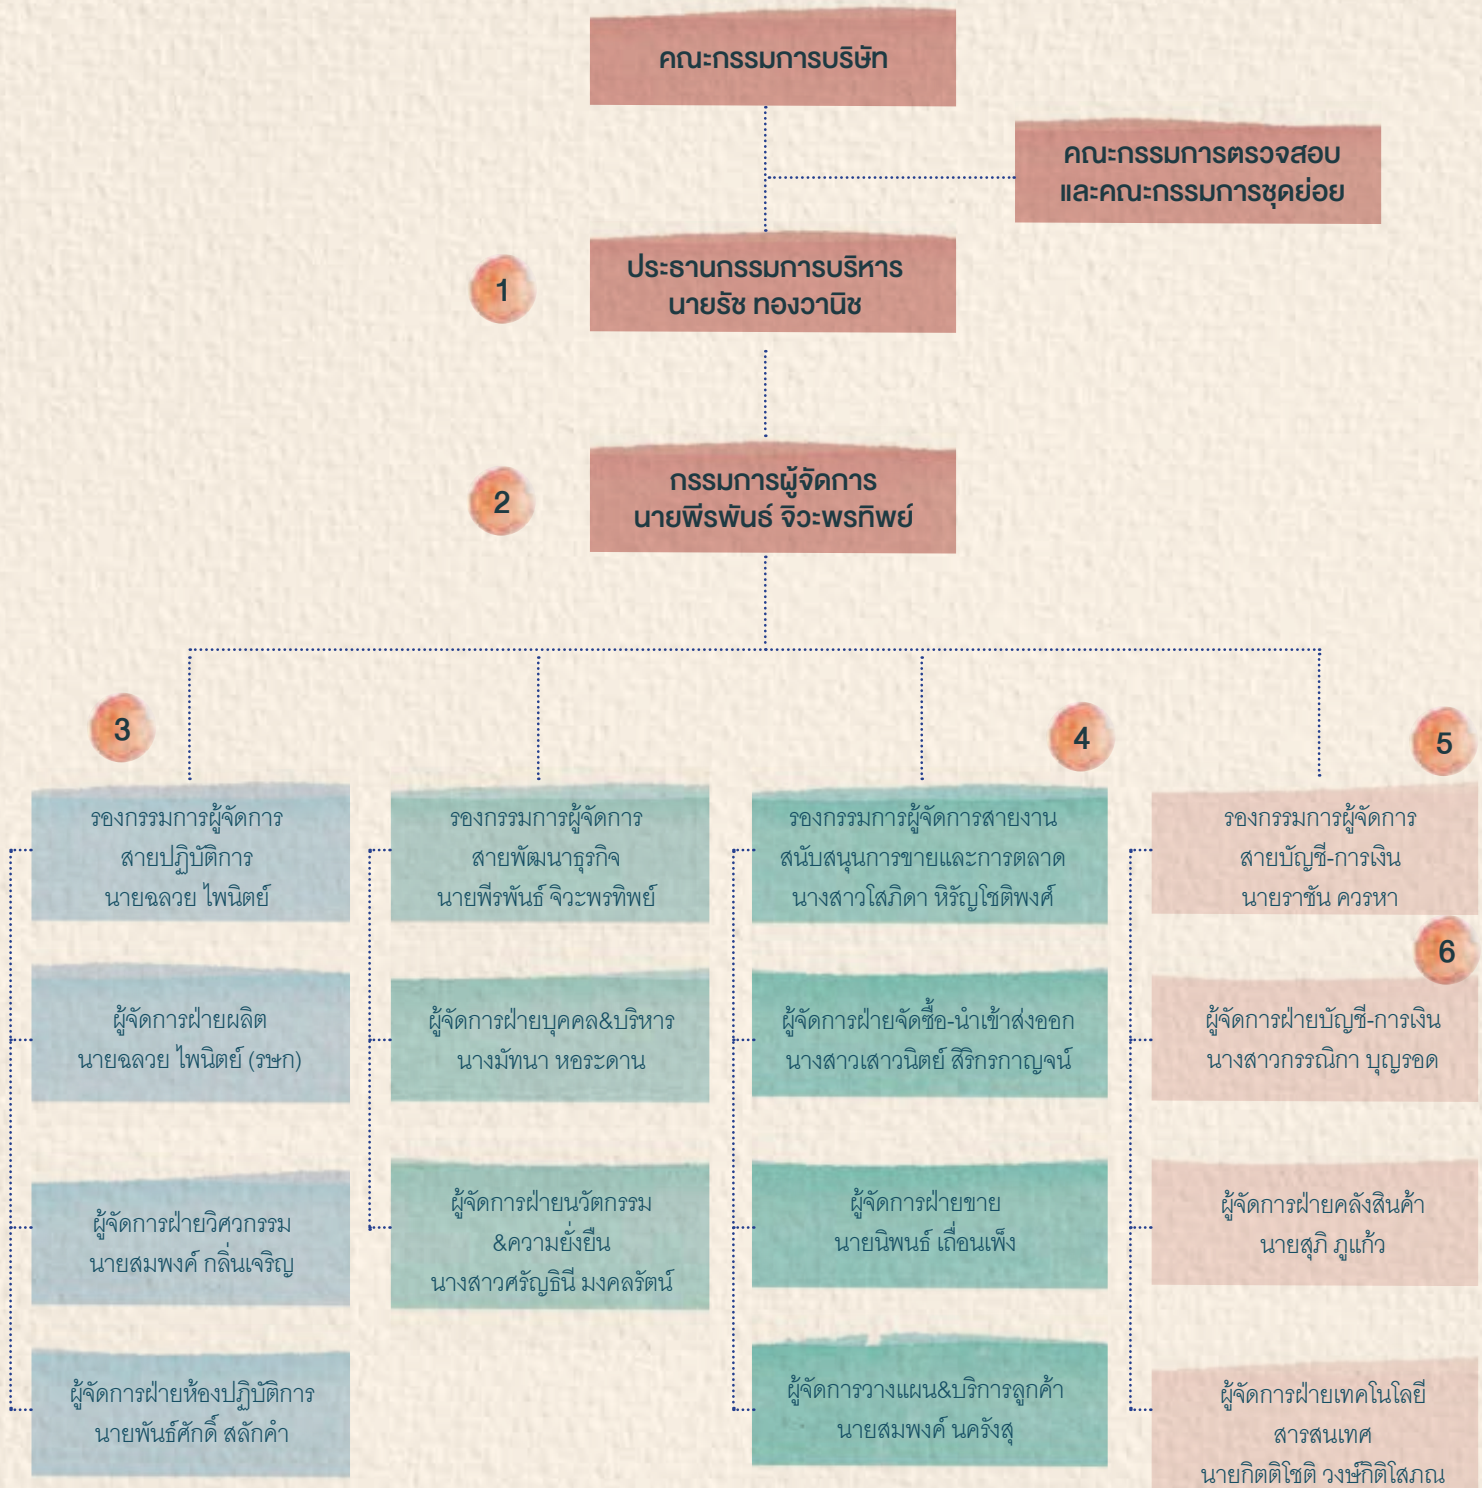 คณะกรรมการบริษัท
คณะกรรมการตรวจสอบ
และคณะกรรมการชุดย่อย
1
ประธานกรรมการบริหาร
นายรัช ทองวานิช
2
กรรมการผู้จัดการ
นายพีรพันธ์ จิวะพรทิพย์
3
รองกรรมการผู้จัดการ
สายปฏิบัติการ
นายฉลวย ไพนิตย์
ผู้จัดการฝ่ายผลิต
นายฉลวย ไพนิตย์ (รษก)
ผู้จัดการฝ่ายวิศวกรรม
นายสมพงค์ กลิ่นเจริญ
ผู้จัดการฝ่ายห้องปฏิบัติการ
นายพันธ์ศักดิ์ สลักคำ
รองกรรมการผู้จัดการ
สายพัฒนาธุรกิจ
นายพีรพันธ์ จิวะพรทิพย์
ผู้จัดการฝ่ายบุคคล&บริหาร
นางมัทนา หอระดาน
ผู้จัดการฝ่ายนวัตกรรม
&ความยั่งยืน
นางสาวศรัญธินี มงคลรัตน์
4
รองกรรมการผู้จัดการสายงาน
สนับสนุนการขายและการตลาด
นางสาวโสภิดา หิรัญโชติพงศ์
ผู้จัดการฝ่ายจัดซื้อ-นำเข้าส่งออก
นางสาวเสาวนิตย์ สิริกรกาญจน์
ผู้จัดการฝ่ายขาย
นายนิพนธ์ เถื่อนเพ็ง
ผู้จัดการวางแผน&บริการลูกค้า
นายสมพงค์ นครังสุ
5
รองกรรมการผู้จัดการ
สายบัญชี-การเงิน
นายราชัน ควรหา
6
ผู้จัดการฝ่ายบัญชี-การเงิน
นางสาวกรรณิกา บุญรอด
ผู้จัดการฝ่ายคลังสินค้า
นายสุภิ ภูแก้ว
ผู้จัดการฝ่ายเทคโนโลยี
สารสนเทศ
นายกิตติโชติ วงษ์กิติโสภณ